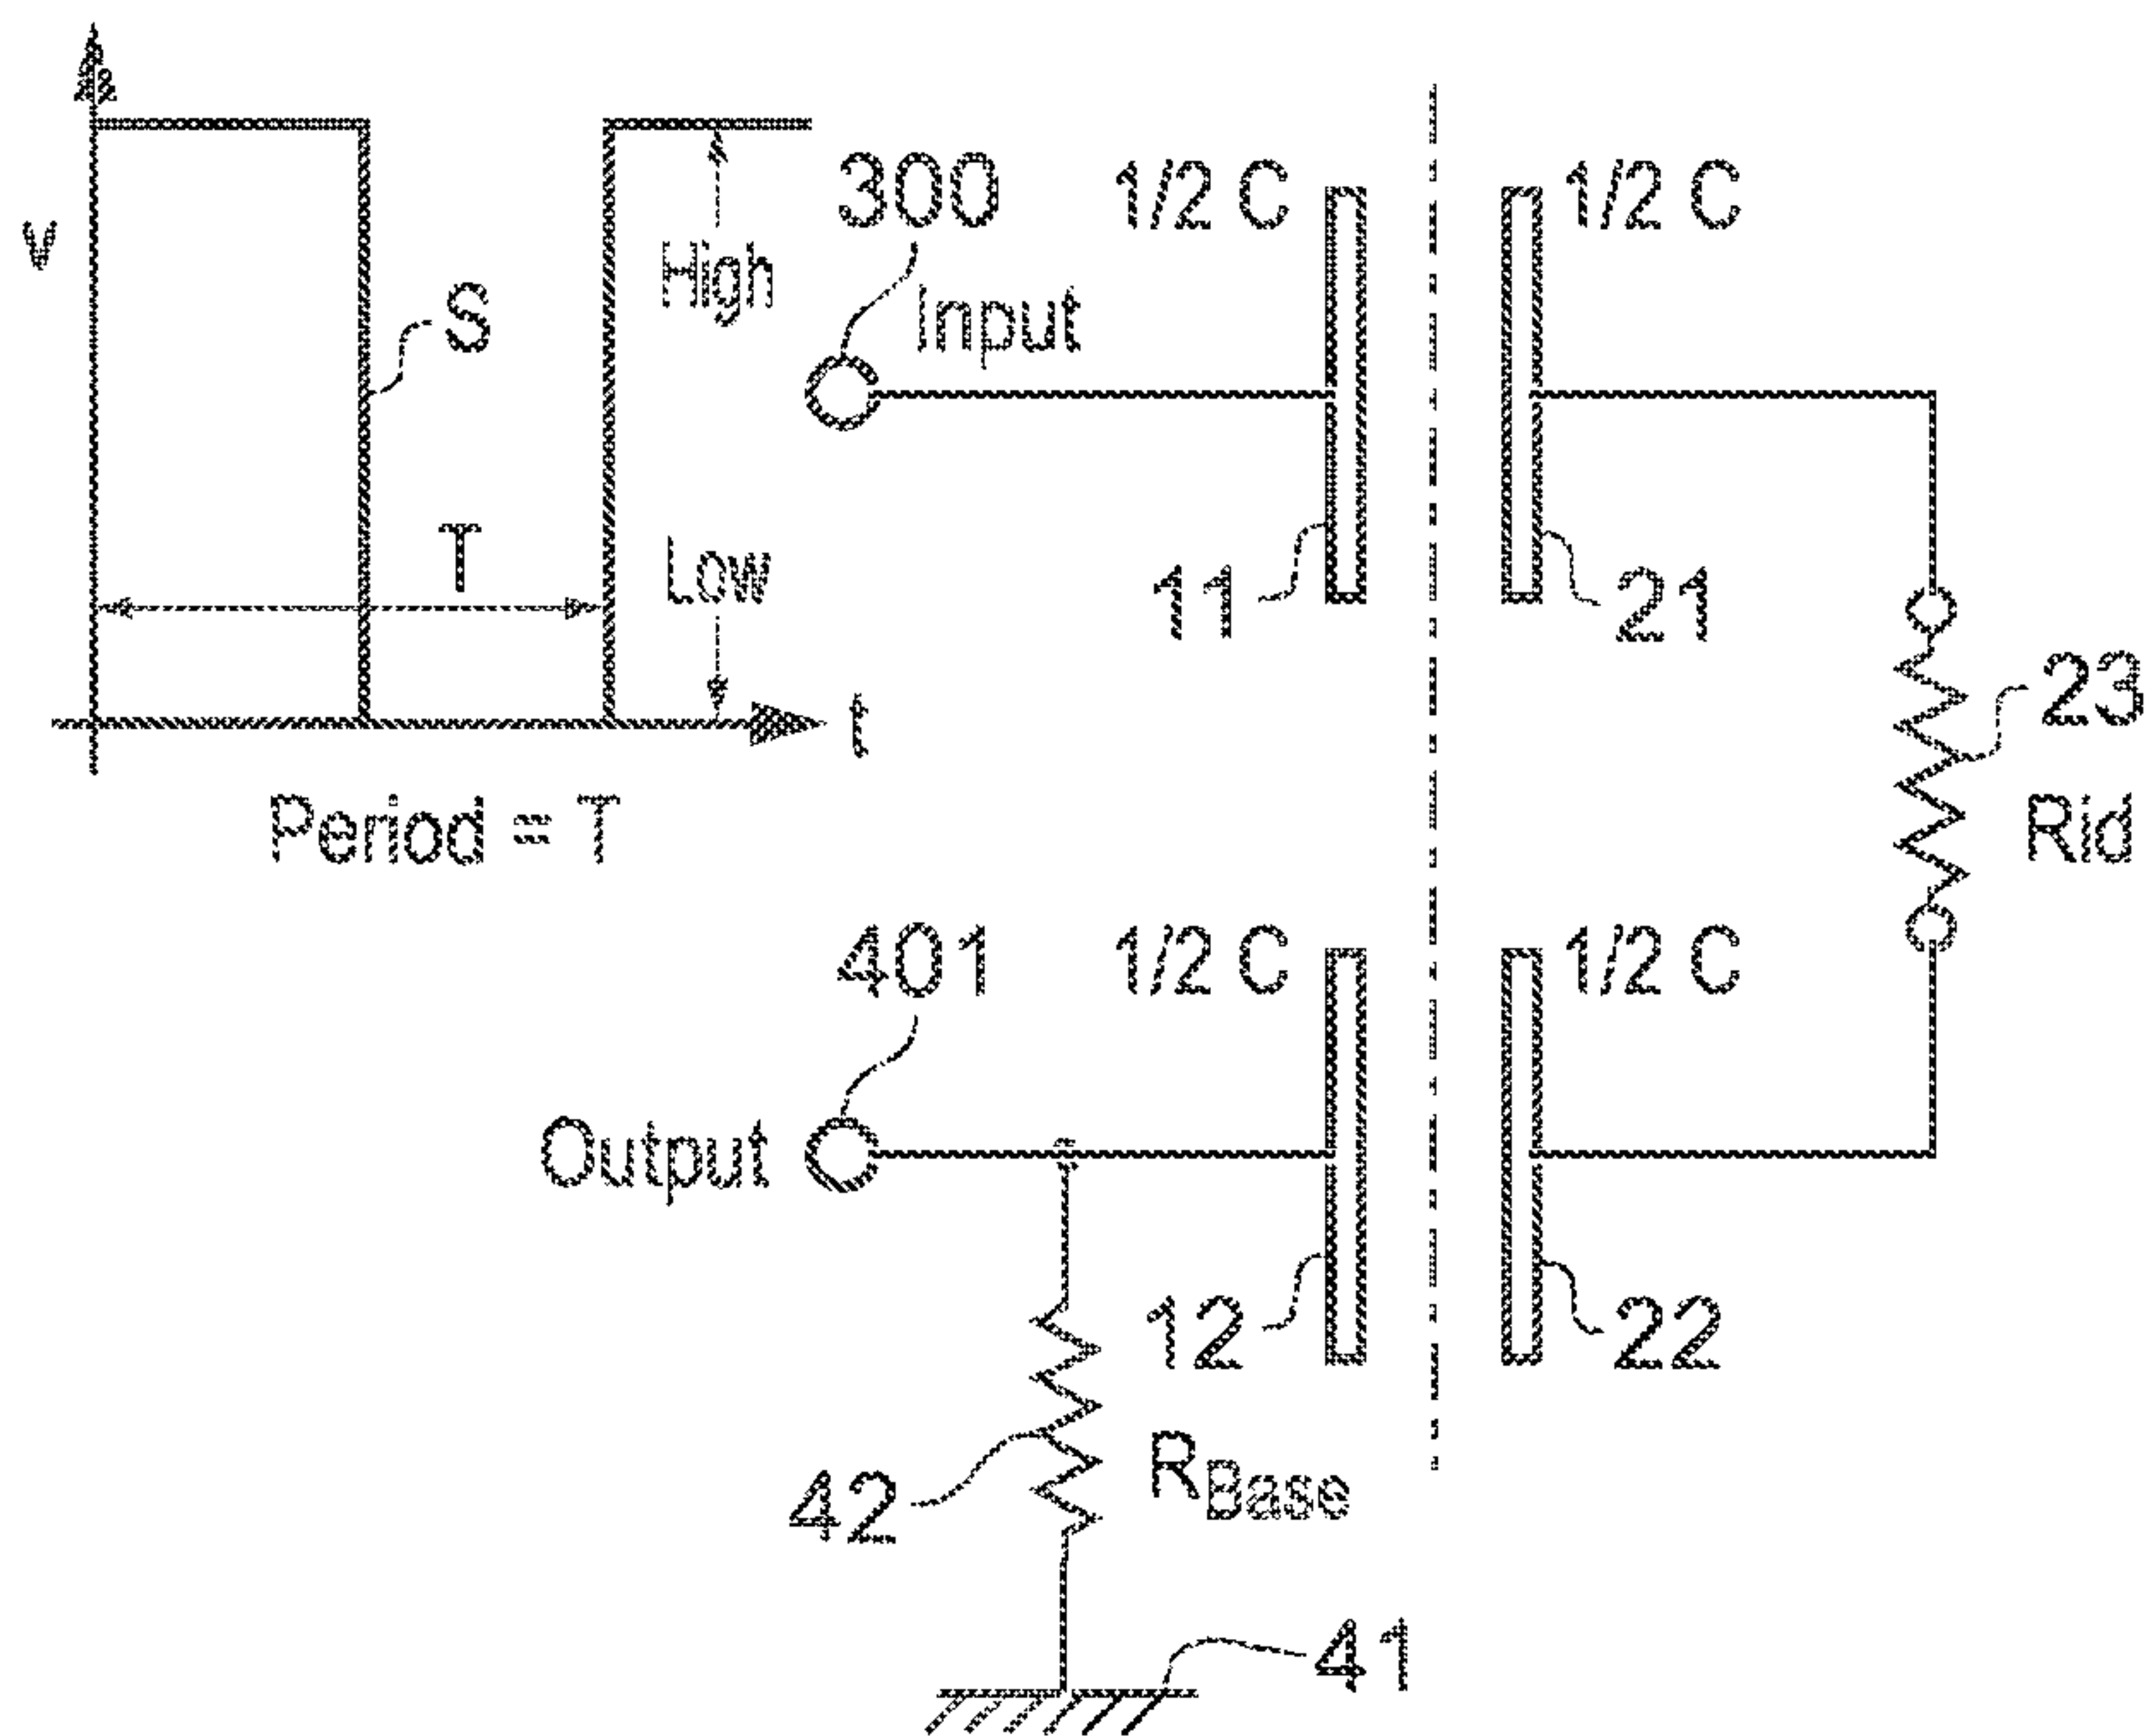 V
S
T
High
Low
t
Period = T
300
Input
1/2 C
1/2 C
11
21
23
Rid
401
Output
1/2 C
1/2 C
12
22
42
RBase
41